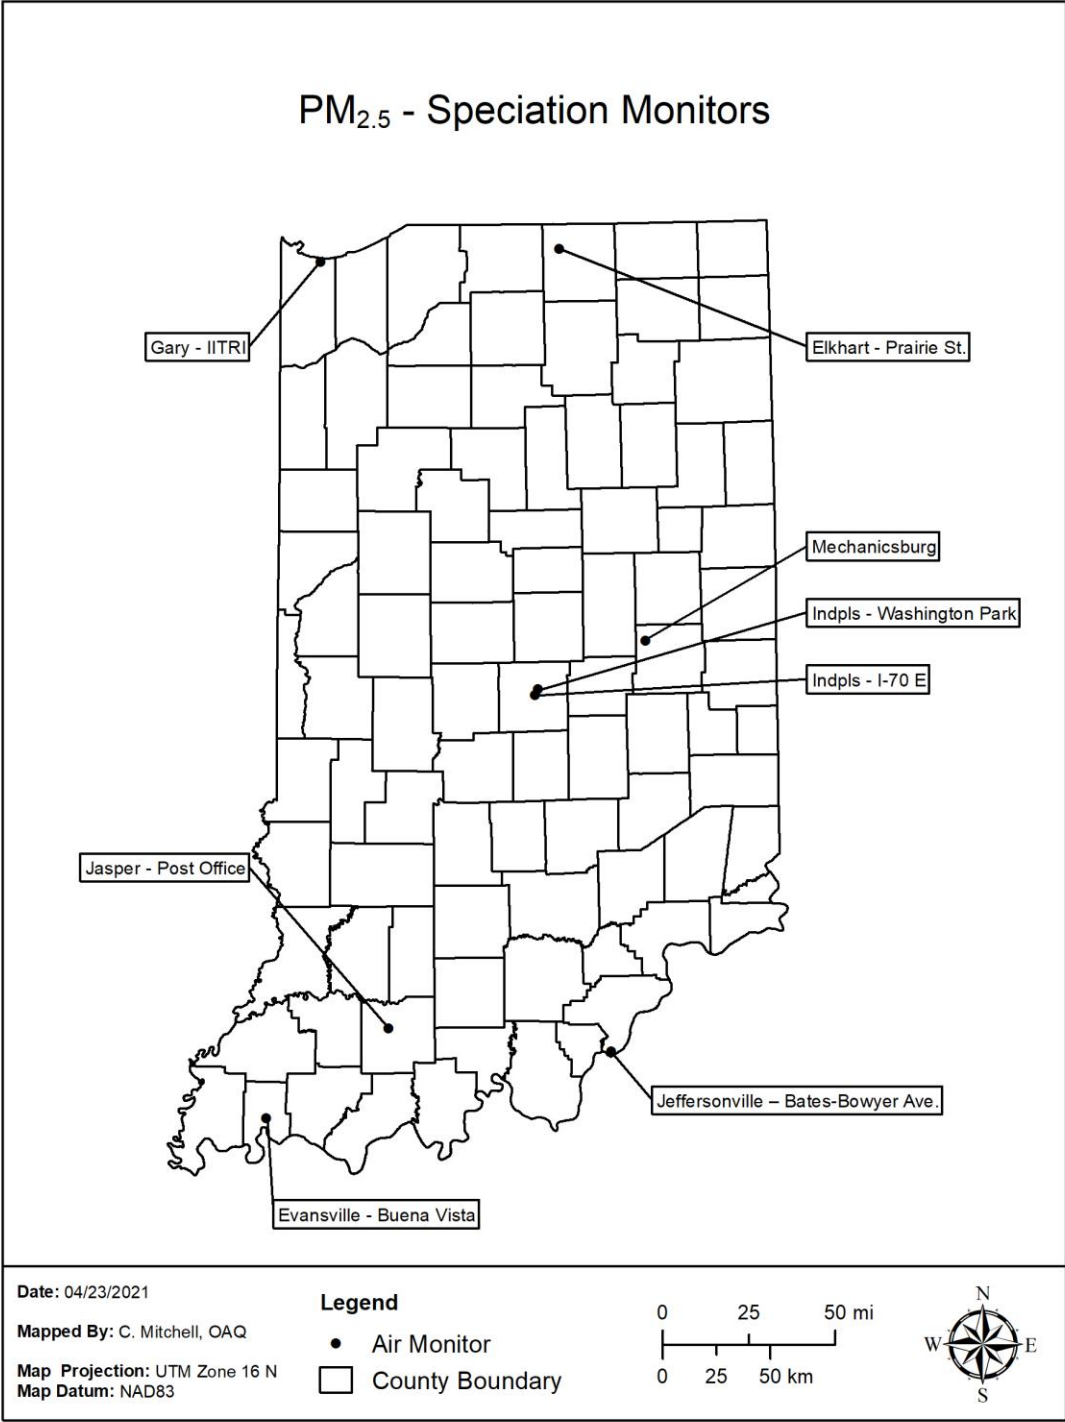 PM2.5 - Speciation Monitors
Gary - IITRI
Elkhart - Prairie St.
Mechanicsburg
Indpls - Washington Park
Indpls - I-70 E
Jasper - Post Office
Jeffersonville – Bates-Bowyer Ave.
Evansville - Buena Vista
Date: 04/23/2021
Mapped By: C. Mitchell, OAQ
Map Projection: UTM Zone 16 N
Map Datum: NAD83
Legend
Air Monitor
County Boundary
0 25 50 mi
0 25 50 km
N
W E
S